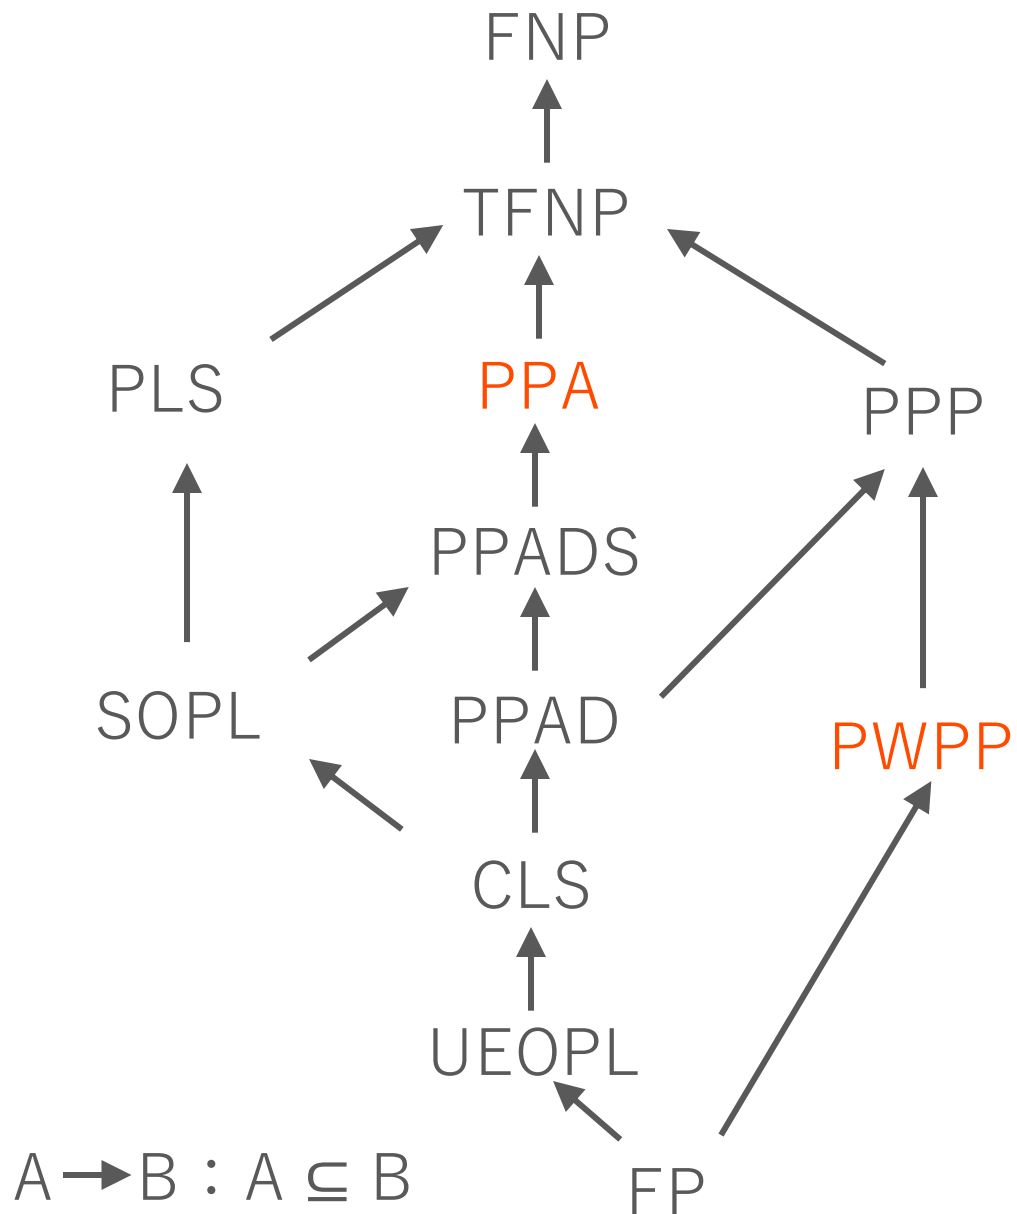 FNP
TFNP
PLS
PPA
PPP
PPADS
SOPL
PPAD
PWPP
CLS
UEOPL
A → B : A ⊆ B
FP